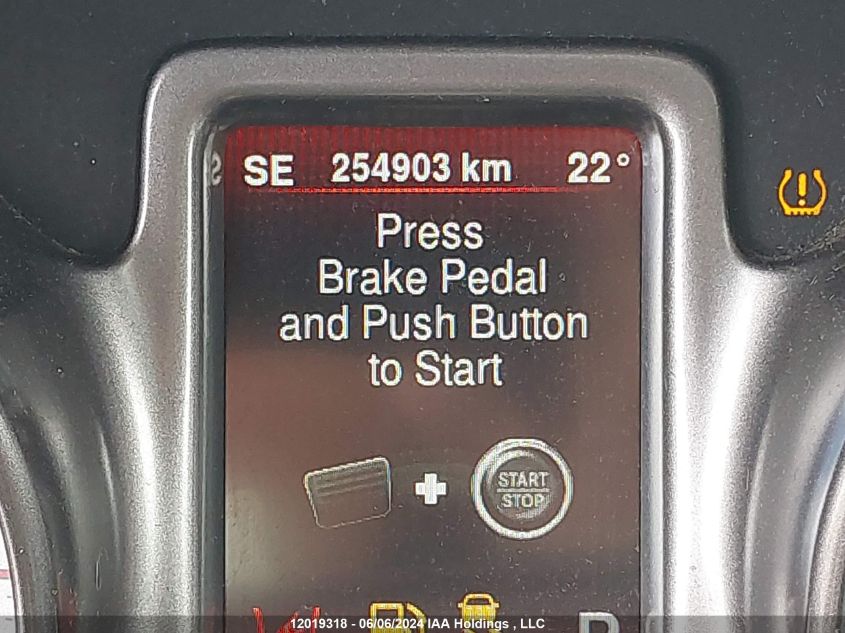 SE 254903 km 22°
Press
Brake Pedal
and Push Button
to Start
START
STOP
P
12019318 - 06/06/2024 IAA Holdings , LLC